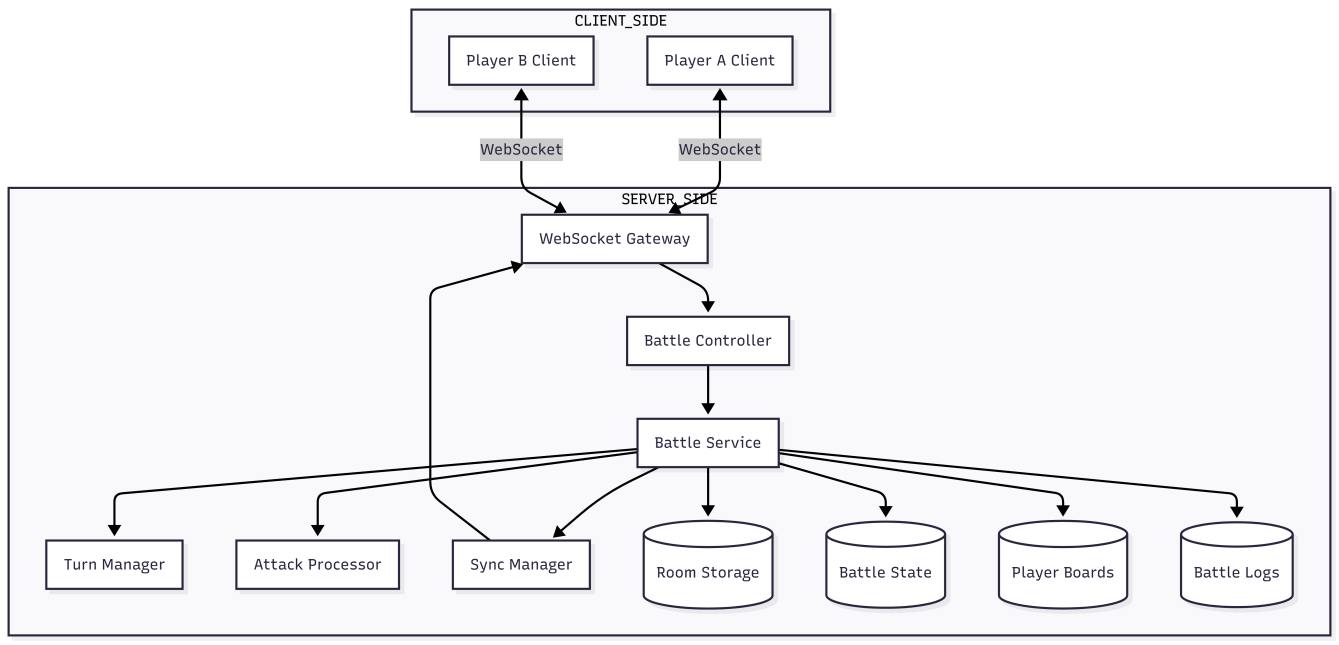 CLIENT_SIDE
Player B Client
Player A Client
WebSocket
WebSocket
SERVER_SIDE
WebSocket Gateway
Battle Controller
Battle Service
Turn Manager
Attack Processor
Sync Manager
Room Storage
Battle State
Player Boards
Battle Logs